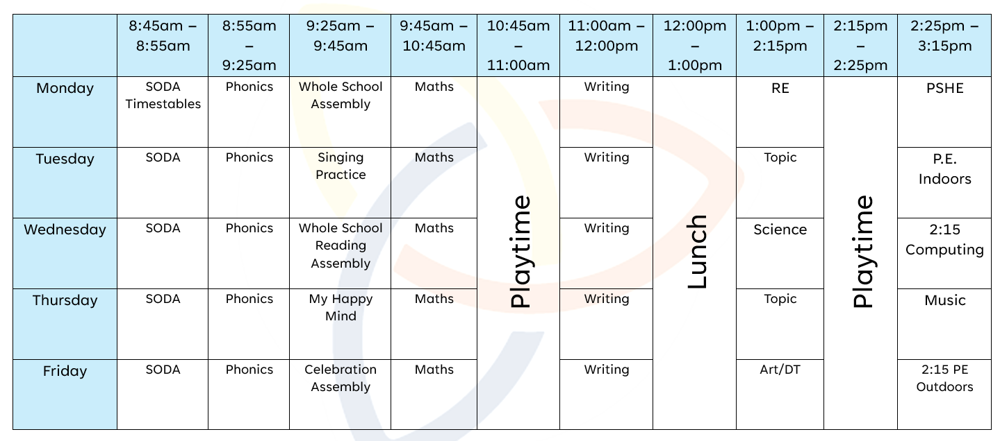 8:45am – 8:55am
8:55am – 9:25am
9:25am – 9:45am
9:45am – 10:45am
10:45am – 11:00am
11:00am – 12:00pm
12:00pm – 1:00pm
1:00pm – 2:15pm
2:15pm – 2:25pm
2:25pm – 3:15pm
Monday
SODA
Timestables
Phonics
Whole School
Assembly
Maths
Playtime
Writing
Lunch
RE
Playtime
PSHE
Tuesday
SODA
Phonics
Singing
Practice
Maths
Writing
Topic
P.E.
Indoors
Wednesday
SODA
Phonics
Whole School
Reading
Assembly
Maths
Writing
Science
2:15
Computing
Thursday
SODA
Phonics
My Happy
Mind
Maths
Writing
Topic
Music
Friday
SODA
Phonics
Celebration
Assembly
Maths
Writing
Art/DT
2:15 PE
Outdoors